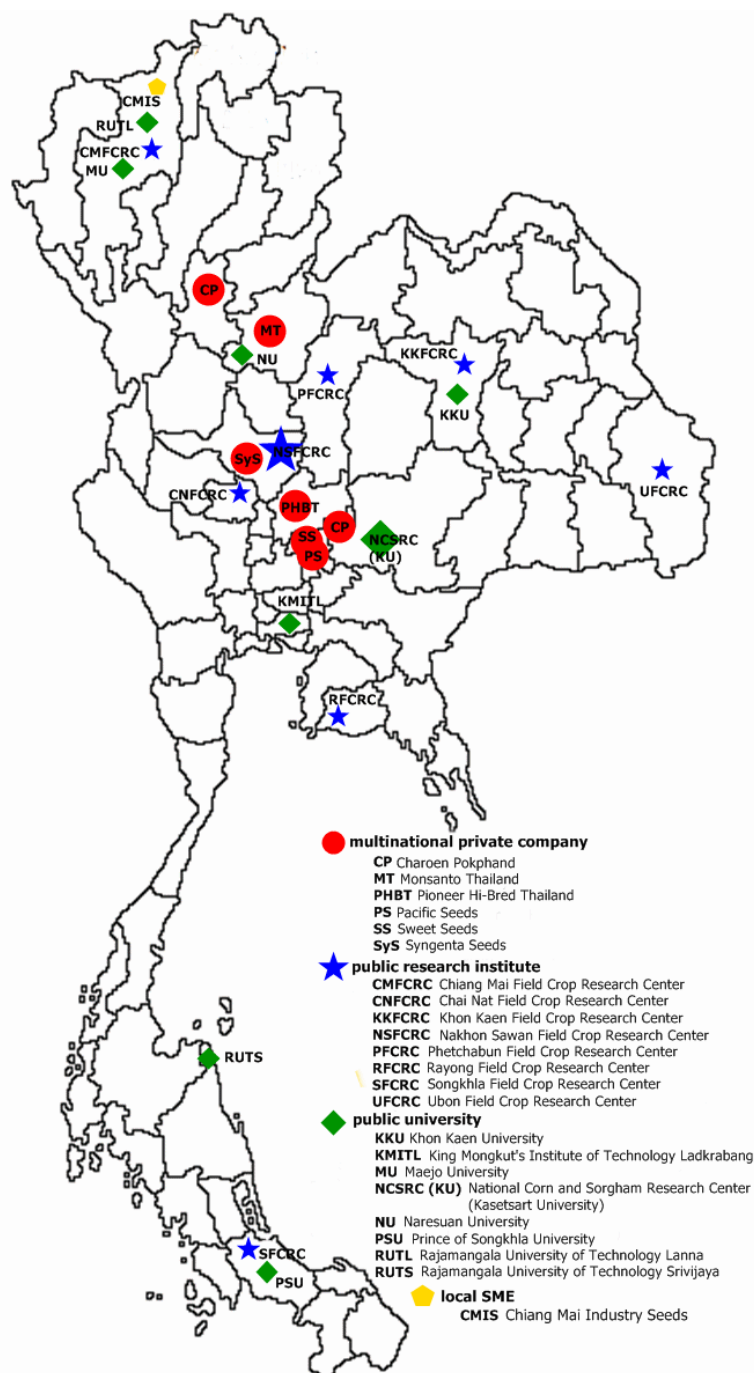 CMIS
RUTL
CMFCRC
MU
CP
MT
NU
KKFCRC
PFCRC
KKU
SyS
NSFCRC
UFCRC
CNFCRC
PHBT
CP
SS
NCSRC
(KU)
PS
KMITL
RFCRC
multinational private company
CP Charoen Pokphand
MT Monsanto Thailand
PHBT Pioneer Hi-Bred Thailand
PS Pacific Seeds
SS Sweet Seeds
SyS Syngenta Seeds
public research institute
CMFCRC Chiang Mai Field Crop Research Center
CNFCRC Chai Nat Field Crop Research Center
KKFCRC Khon Kaen Field Crop Research Center
NSFCRC Nakhon Sawan Field Crop Research Center
PFCRC Phetchabun Field Crop Research Center
RFCRC Rayong Field Crop Research Center
SFCRC Songkhla Field Crop Research Center
UFCRC Ubon Field Crop Research Center
RUTS
public university
KKU Khon Kaen University
KMITL King Mongkut's Institute of Technology Ladkrabang
MU Maejo University
NCSRC (KU) National Corn and Sorgham Research Center
(Kasetsart University)
NU Naresuan University
PSU Prince of Songkhla University
RUTL Rajamangala University of Technology Lanna
RUTS Rajamangala University of Technology Srivijaya
SFCRC
PSU
local SME
CMIS Chiang Mai Industry Seeds